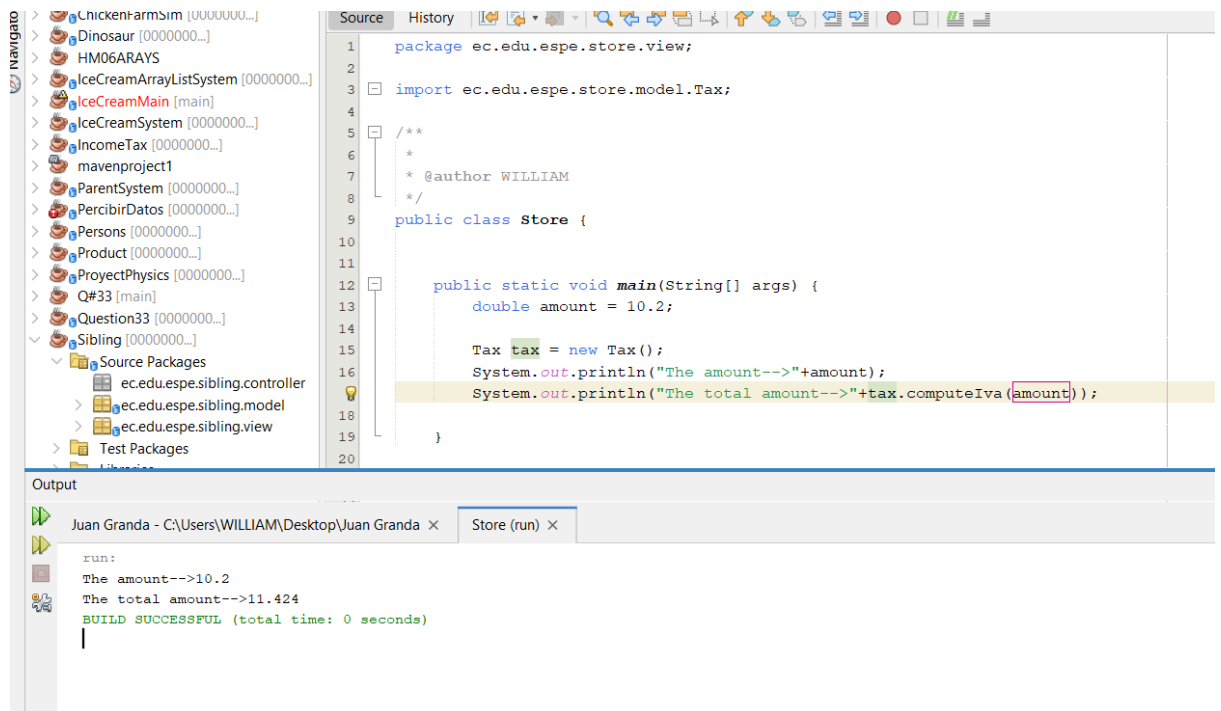 Navigato
ChickenFarmSim [0000000...]
Dinosaur [0000000...]
HM06ARAYS
IceCreamArrayListSystem [0000000...]
IceCreamMain [main]
IceCreamSystem [0000000...]
IncomeTax [0000000...]
mavenproject1
ParentSystem [0000000...]
PercibirDatos [0000000...]
Persons [0000000...]
Product [0000000...]
ProyectPhysics [0000000...]
Q#33 [main]
Question33 [0000000...]
Sibling [0000000...]
Source Packages
ec.edu.espe.sibling.controller
ec.edu.espe.sibling.model
ec.edu.espe.sibling.view
Test Packages
Libraries
Source History
1 package ec.edu.espe.store.view;
2
3 import ec.edu.espe.store.model.Tax;
4
5 /**
6 *
7 * @author WILLIAM
8 */
9 public class Store {
10
11
12 public static void main(String[] args) {
13 double amount = 10.2;
14
15 Tax tax = new Tax();
16 System.out.println("The amount-->"+amount);
System.out.println("The total amount-->"+tax.computeIva(amount));
18
19 }
20
Output
Juan Granda - C:\Users\WILLIAM\Desktop\Juan Granda × Store (run) ×
run:
The amount-->10.2
The total amount-->11.424
BUILD SUCCESSFUL (total time: 0 seconds)